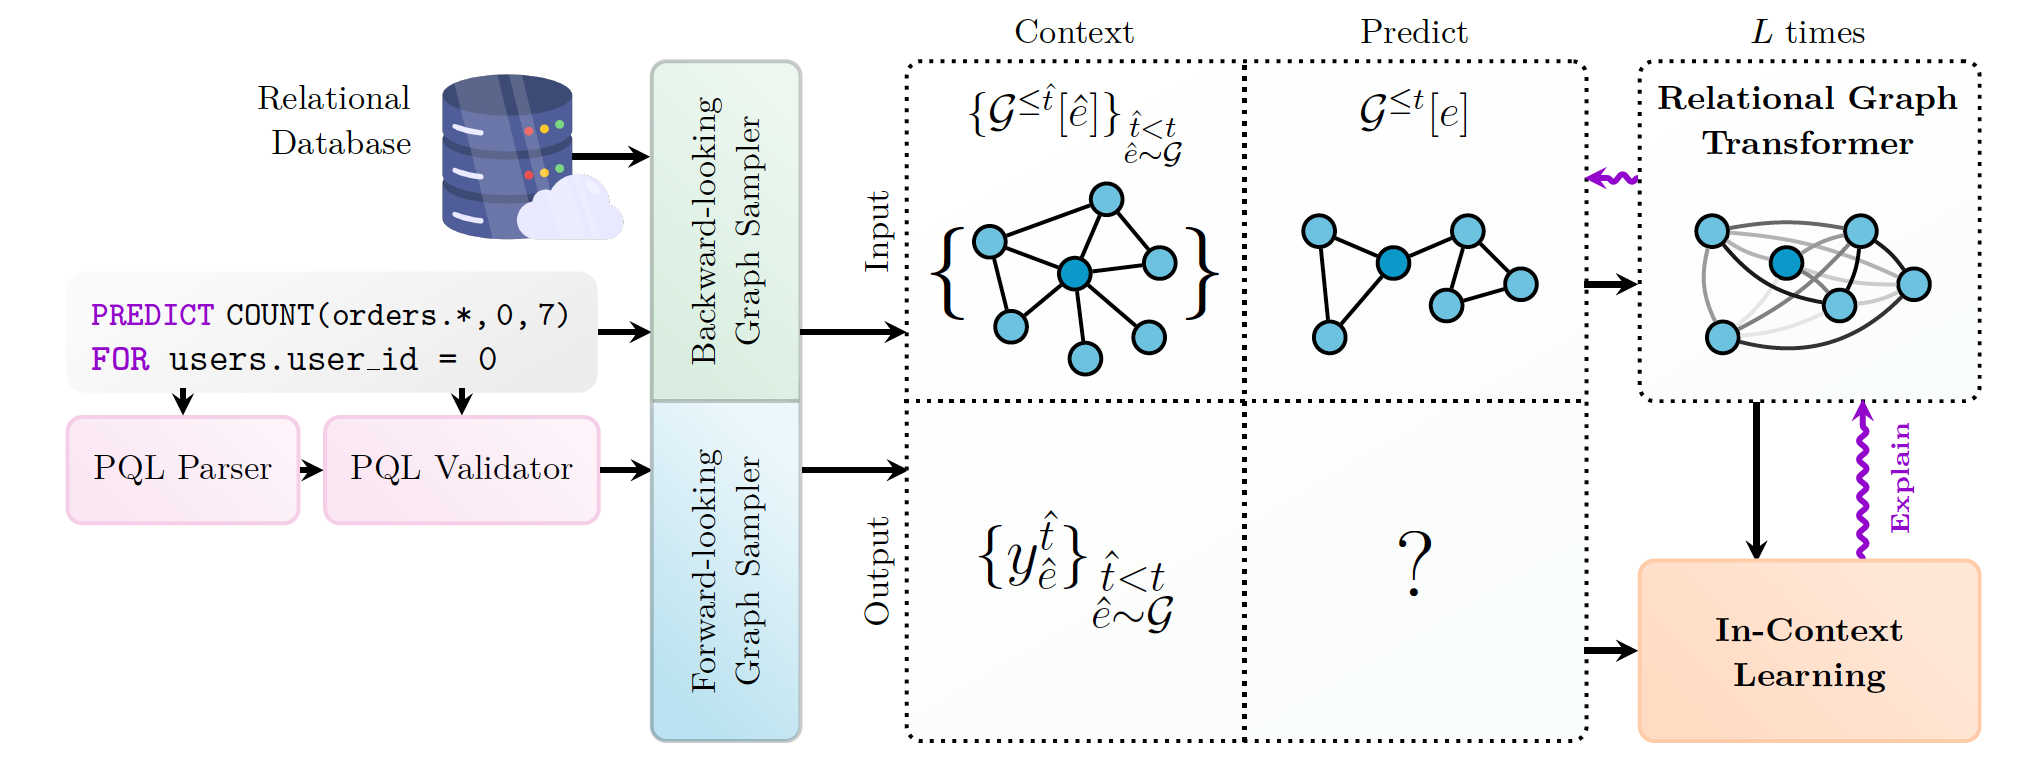 Relational
Database
PREDICT COUNT(orders.*,0,7)
FOR users.user_id = 0
PQL Parser
PQL Validator
Backward-looking
Graph Sampler
Forward-looking
Graph Sampler
Context
Predict
L times
Input
{𝒢^{≤t̂}[ê]}_{t̂<t, ê∼𝒢}
𝒢^{≤t}[e]
{ }
Relational Graph
Transformer
Output
{y_ê^t̂}_{t̂<t, ê∼𝒢}
?
Explain
In-Context
Learning